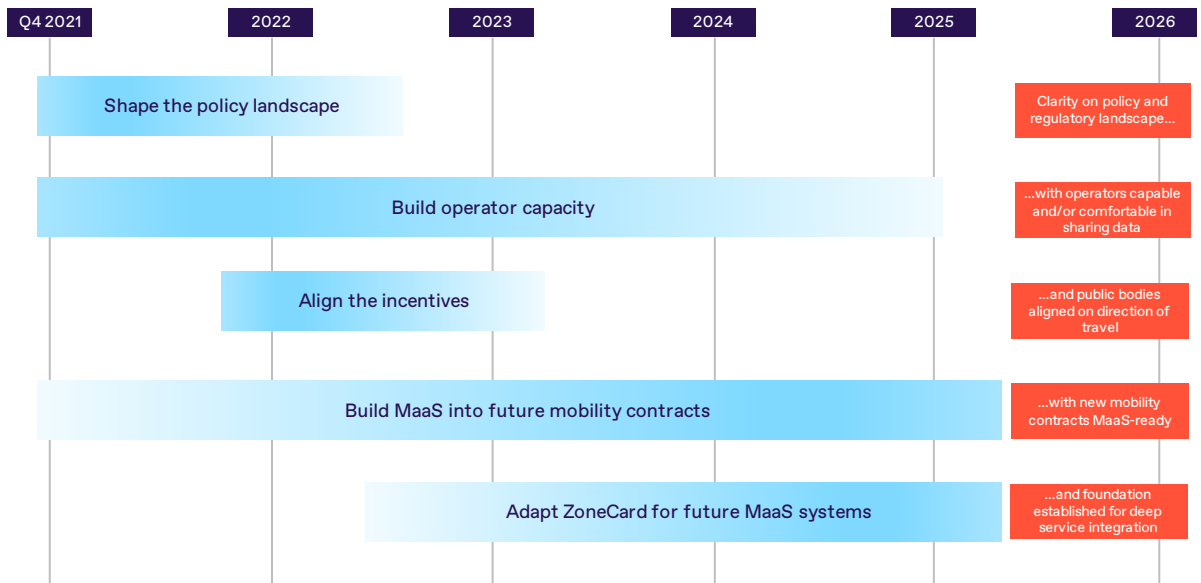 Q4 2021
2022
2023
2024
2025
2026
Shape the policy landscape
Clarity on policy and
regulatory landscape...
Build operator capacity
...with operators capable
and/or comfortable in
sharing data
Align the incentives
...and public bodies
aligned on direction of
travel
Build MaaS into future mobility contracts
...with new mobility
contracts MaaS-ready
Adapt ZoneCard for future MaaS systems
...and foundation
established for deep
service integration